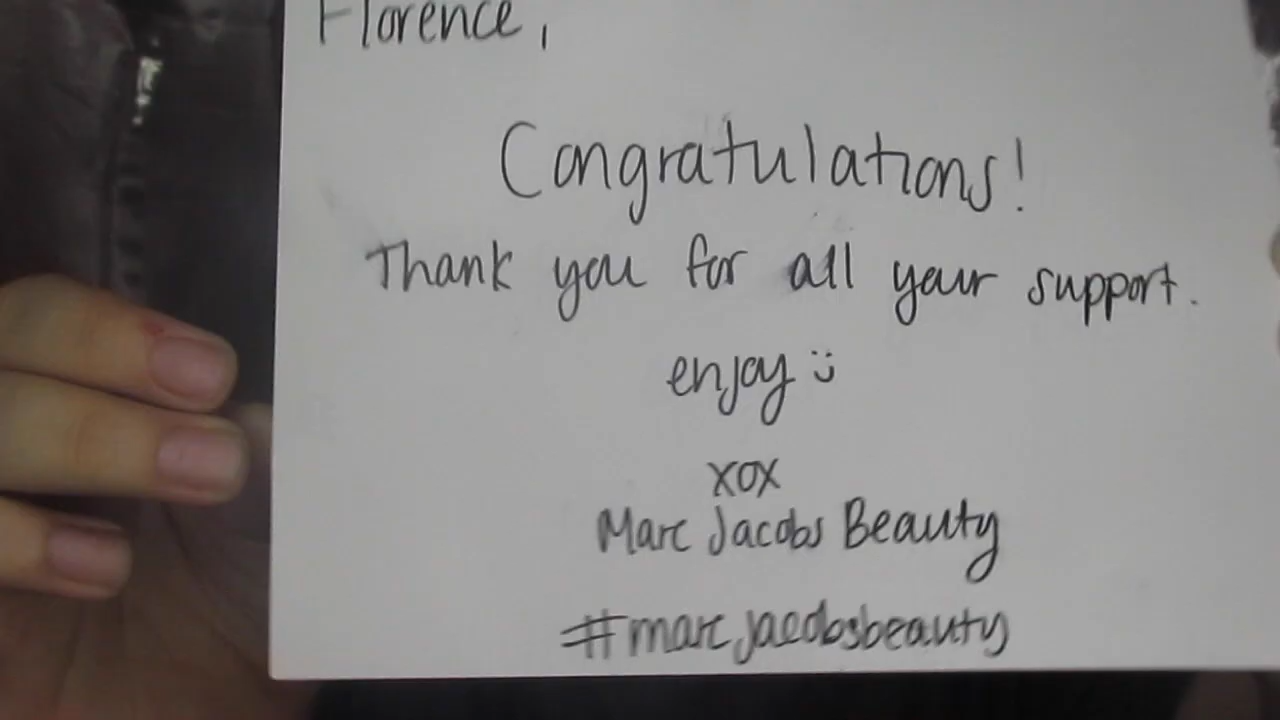 Florence,
Congratulations!
Thank you for all your support.
enjoy :)
xox
Marc Jacobs Beauty
#marcjacobsbeauty